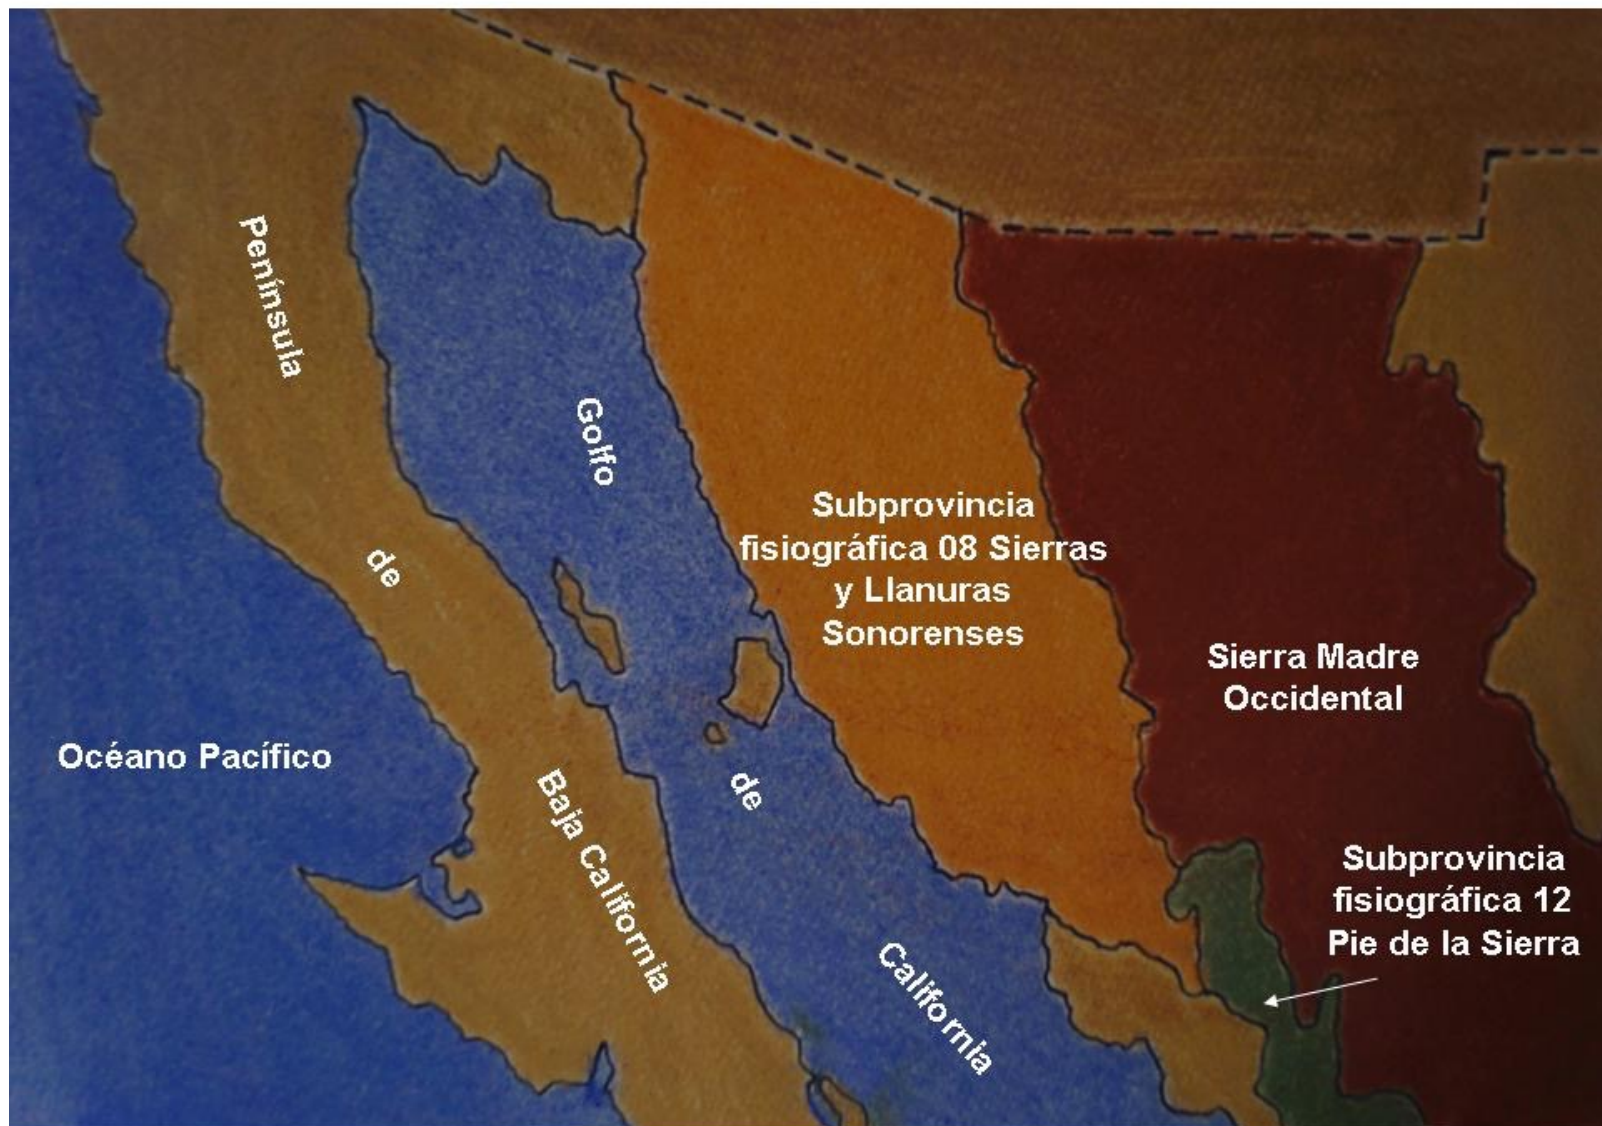 Península
de
Baja California
Golfo
de
California
Océano Pacífico
Subprovincia
fisiográfica 08 Sierras
y Llanuras
Sonorenses
Sierra Madre
Occidental
Subprovincia
fisiográfica 12
Pie de la Sierra